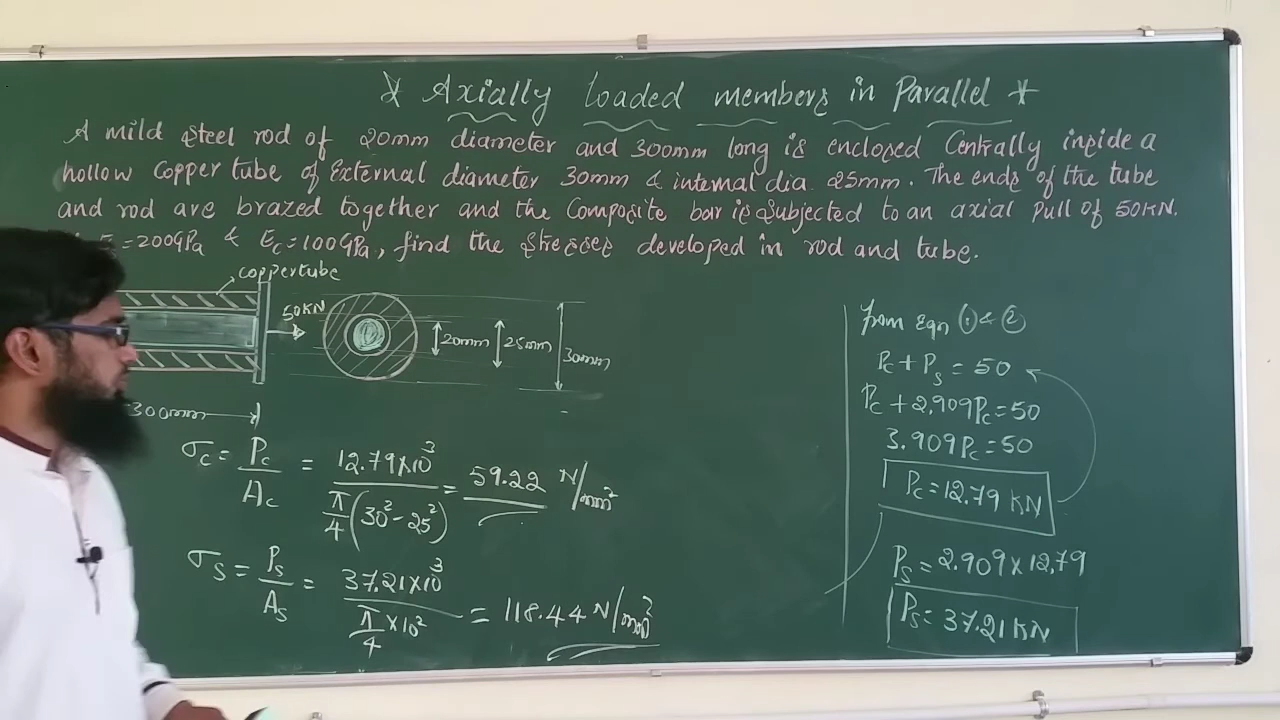 * Axially loaded members in Parallel *
A mild steel rod of 20mm diameter and 300mm long is enclosed Centrally inside a
hollow Copper tube of External diameter 30mm & internal dia. 25mm. The ends of the tube
and rod are brazed together and the Composite bar is Subjected to an axial Pull of 50KN.
=200GPa & Ec=100GPa, find the stresses developed in rod and tube.
copper tube
50KN
20mm
25mm
30mm
300mm
σc = Pc/Ac = 12.79×10³ / π/4 (30²-25²) = 59.22 N/mm²
σs = Ps/As = 37.21×10³ / π/4 ×10² = 118.44 N/mm²
from Eqn (1) & (2)
Pc + Ps = 50
Pc + 2.909Pc = 50
3.909Pc = 50
Pc = 12.79 KN
Ps = 2.909×12.79
Ps = 37.21 KN